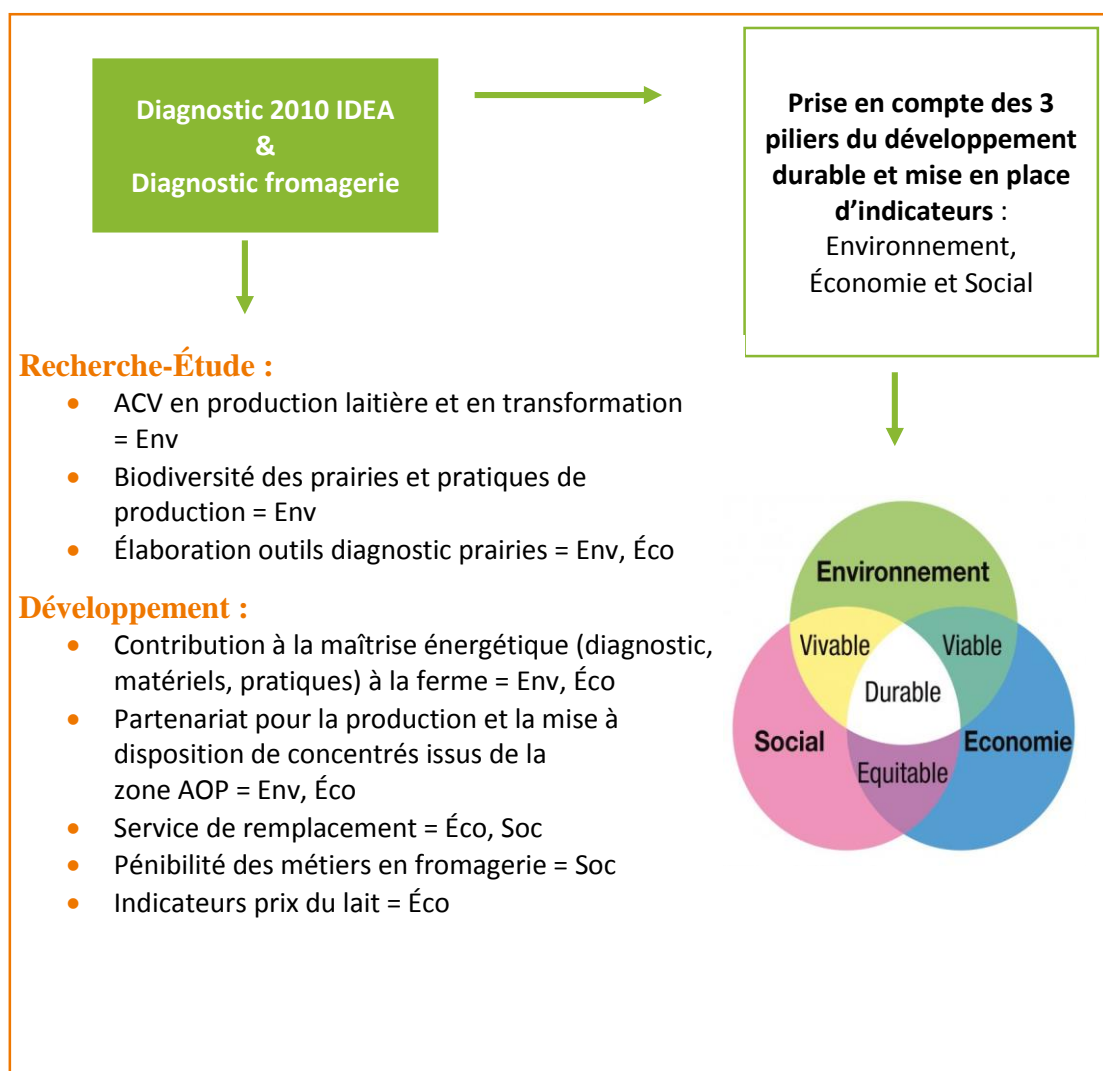 Diagnostic 2010 IDEA
&
Diagnostic fromagerie
Prise en compte des 3
piliers du développement
durable et mise en place
d’indicateurs :
Environnement,
Économie et Social
Recherche-Étude :
• ACV en production laitière et en transformation
= Env
• Biodiversité des prairies et pratiques de
production = Env
• Élaboration outils diagnostic prairies = Env, Éco
Développement :
• Contribution à la maîtrise énergétique (diagnostic,
matériels, pratiques) à la ferme = Env, Éco
• Partenariat pour la production et la mise à
disposition de concentrés issus de la
zone AOP = Env, Éco
• Service de remplacement = Éco, Soc
• Pénibilité des métiers en fromagerie = Soc
• Indicateurs prix du lait = Éco
Environnement
Vivable
Viable
Durable
Social
Economie
Equitable